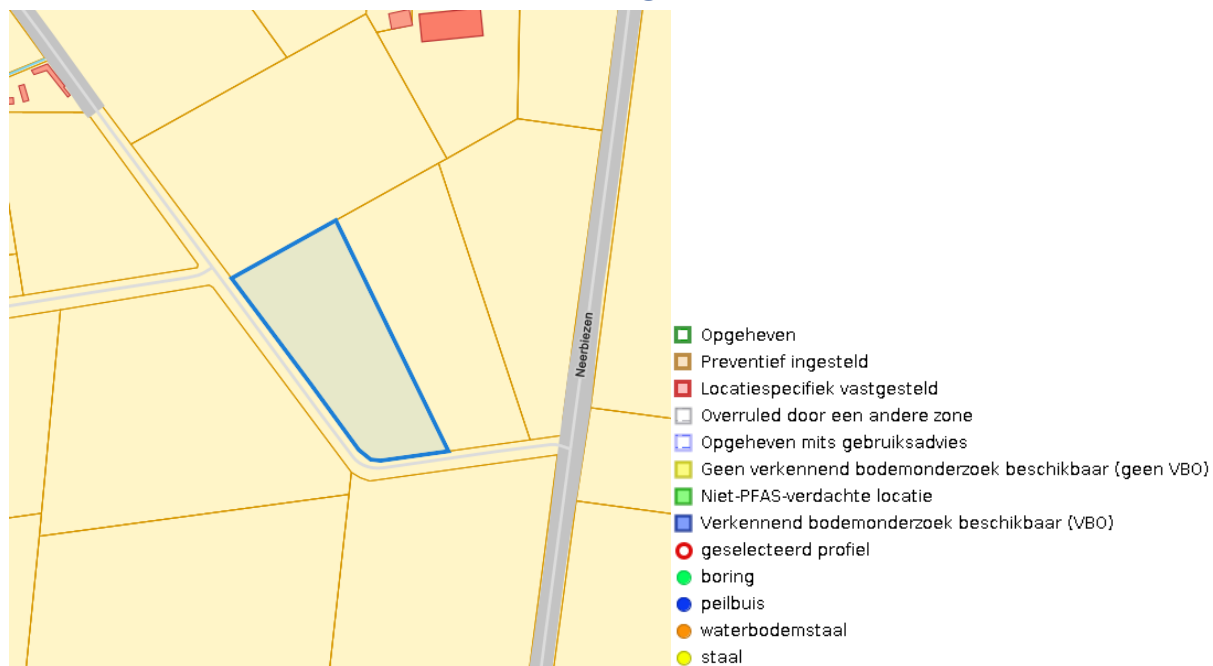 Neerbiezen
Opgeheven
Preventief ingesteld
Locatiespecifiek vastgesteld
Overruled door een andere zone
Opgeheven mits gebruiksadvies
Geen verkennend bodemonderzoek beschikbaar (geen VBO)
Niet-PFAS-verdachte locatie
Verkennend bodemonderzoek beschikbaar (VBO)
geselecteerd profiel
boring
peilbuis
waterbodemstaal
staal